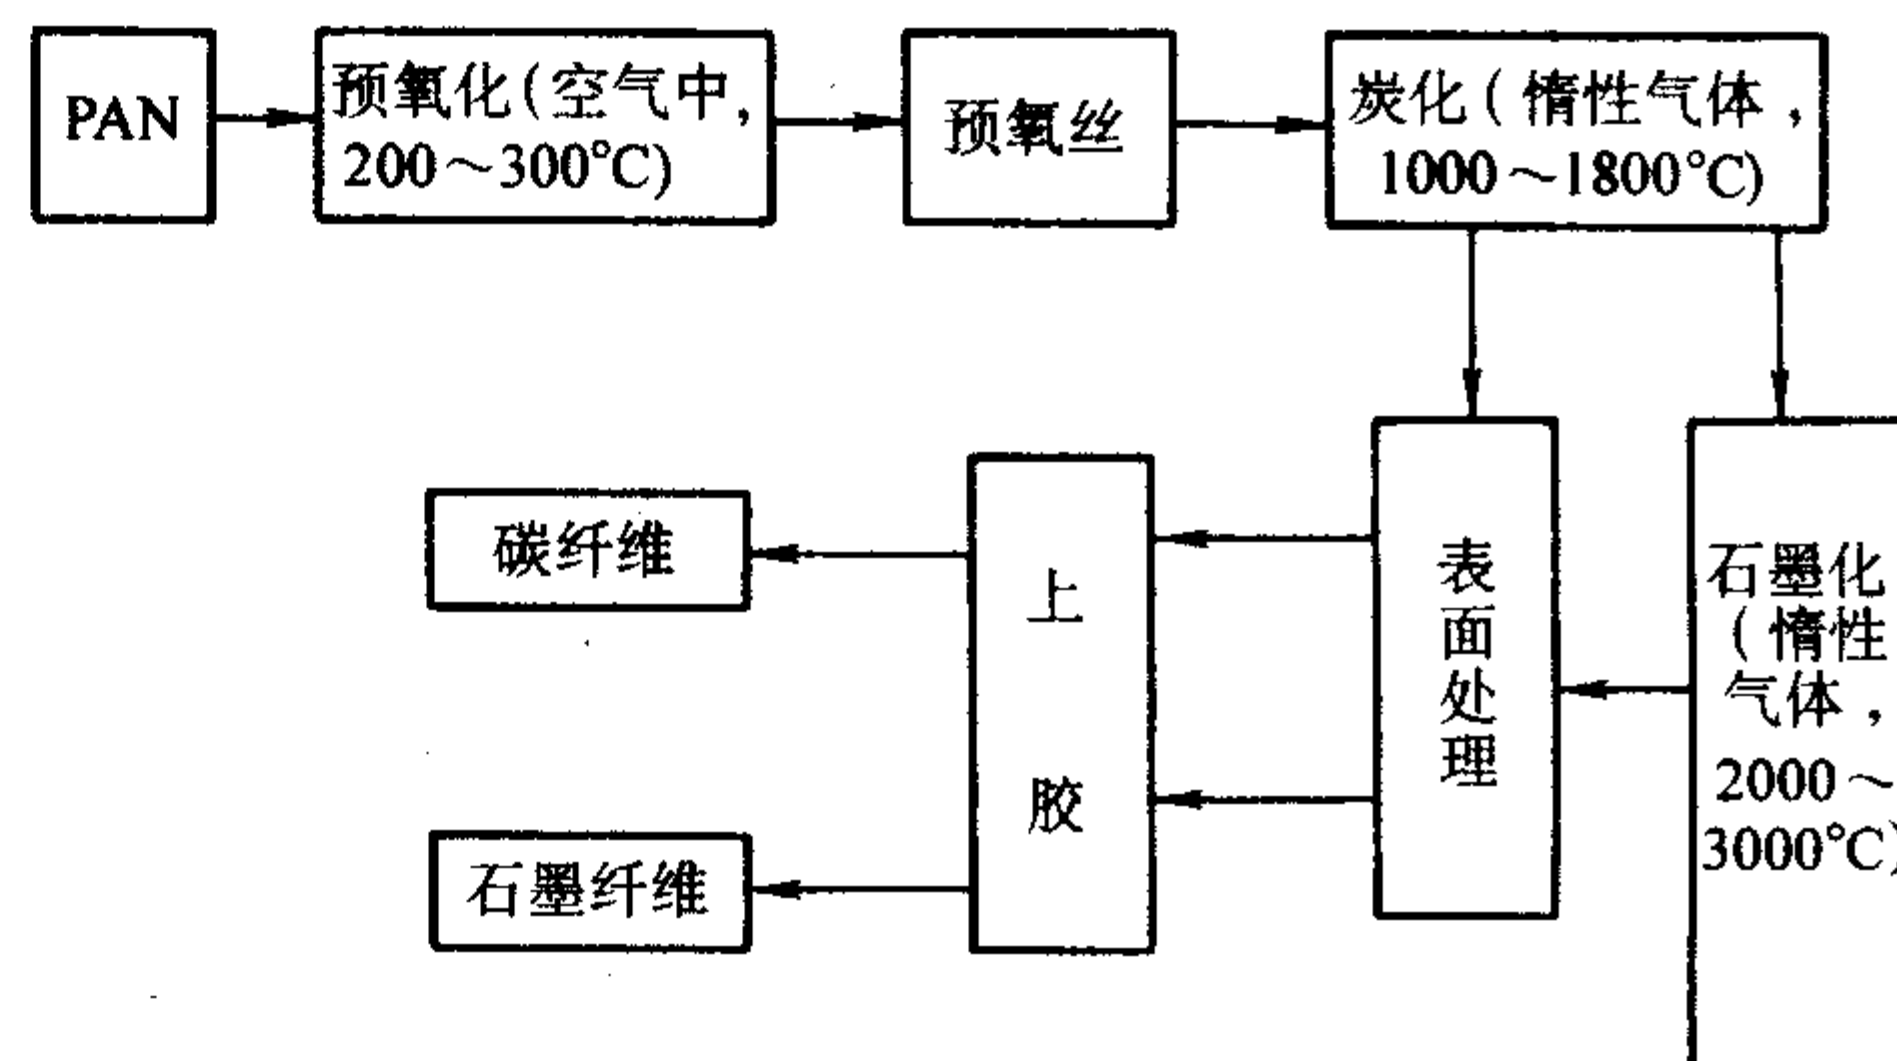 PAN
预氧化(空气中,
200～300°C)
预氧丝
炭化(惰性气体,
1000～1800°C)
碳纤维
石墨纤维
上
胶
表
面
处
理
石墨化
(惰性
气体,
2000～
3000°C)